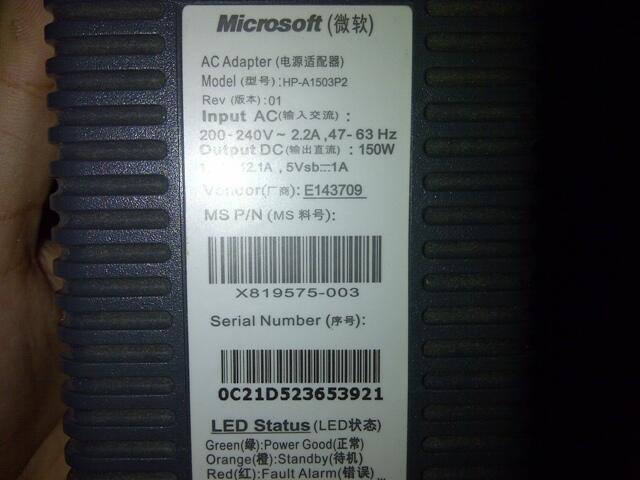 Microsoft (微软)
AC Adapter (电源适配器)
Model (型号):HP-A1503P2
Rev (版本):01
Input AC(输入交流):
200-240V~2.2A,47-63 Hz
Output DC(输出直流):150W
2.1A,5Vsb⎓1A
Vendor(厂商):E143709
MS P/N (MS 料号):
X819575-003
Serial Number (序号):
0C21D523653921
LED Status (LED状态)
Green(绿):Power Good(正常)
Orange(橙):Standby(待机)
Red(红):Fault Alarm(错误)